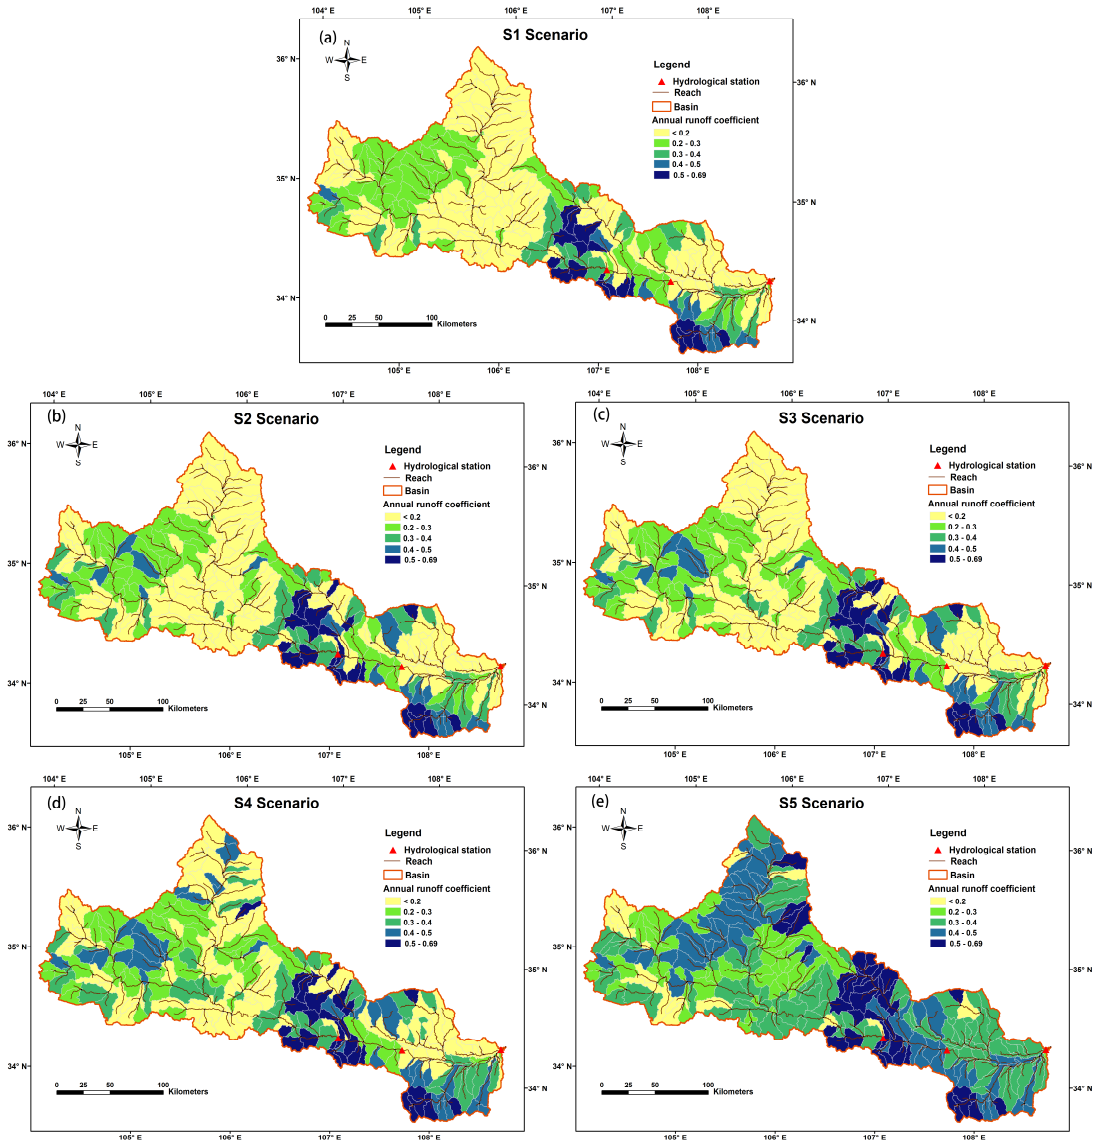 104° E 105° E 106° E 107° E 108° E
(a)
S1 Scenario
N
W E
S
36° N
36° N
Legend
Hydrological station
Reach
Basin
Annual runoff coefficient
< 0.2
0.2 - 0.3
0.3 - 0.4
0.4 - 0.5
0.5 - 0.69
35° N
35° N
34° N
34° N
0 25 50 100
Kilometers
105° E 106° E 107° E 108° E
104° E 105° E 106° E 107° E 108° E
(b)
S2 Scenario
N
W E
S
36° N
36° N
Legend
Hydrological station
Reach
Basin
Annual runoff coefficient
< 0.2
0.2 - 0.3
0.3 - 0.4
0.4 - 0.5
0.5 - 0.69
35° N
35° N
34° N
34° N
0 25 50 100
Kilometers
105° E 106° E 107° E 108° E
104° E 105° E 106° E 107° E 108° E
(c)
S3 Scenario
N
W E
S
36° N
36° N
Legend
Hydrological station
Reach
Basin
Annual runoff coefficient
< 0.2
0.2 - 0.3
0.3 - 0.4
0.4 - 0.5
0.5 - 0.69
35° N
35° N
34° N
34° N
0 25 50 100
Kilometers
105° E 106° E 107° E 108° E
104° E 105° E 106° E 107° E 108° E
(d)
S4 Scenario
N
W E
S
36° N
36° N
Legend
Hydrological station
Reach
Basin
Annual runoff coefficient
< 0.2
0.2 - 0.3
0.3 - 0.4
0.4 - 0.5
0.5 - 0.69
35° N
35° N
34° N
34° N
0 25 50 100
Kilometers
105° E 106° E 107° E 108° E
104° E 105° E 106° E 107° E 108° E
(e)
S5 Scenario
N
W E
S
36° N
36° N
Legend
Hydrological station
Reach
Basin
Annual runoff coefficient
< 0.2
0.2 - 0.3
0.3 - 0.4
0.4 - 0.5
0.5 - 0.69
35° N
35° N
34° N
34° N
0 25 50 100
Kilometers
105° E 106° E 107° E 108° E